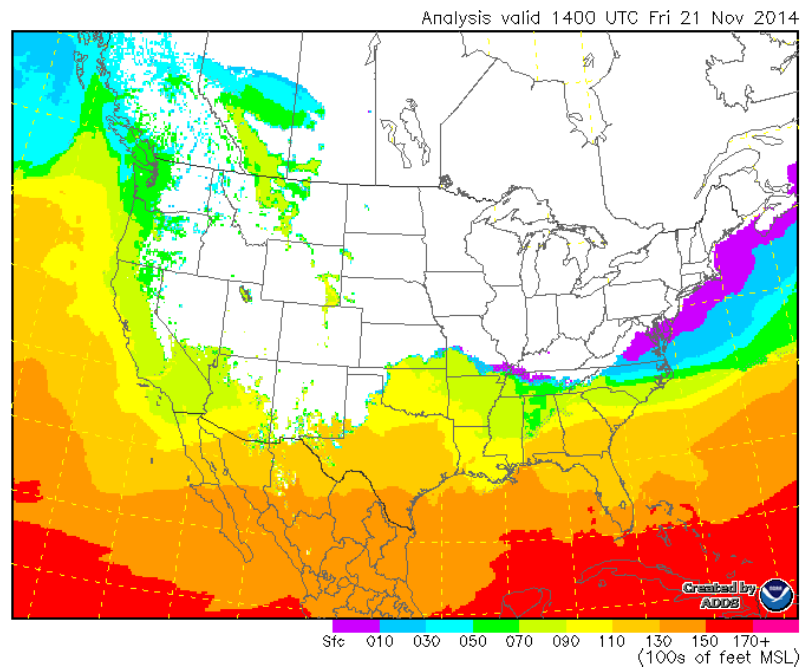 Analysis valid 1400 UTC Fri 21 Nov 2014
Created by
ADDS
Sfc 010 030 050 070 090 110 130 150 170+
(100s of feet MSL)